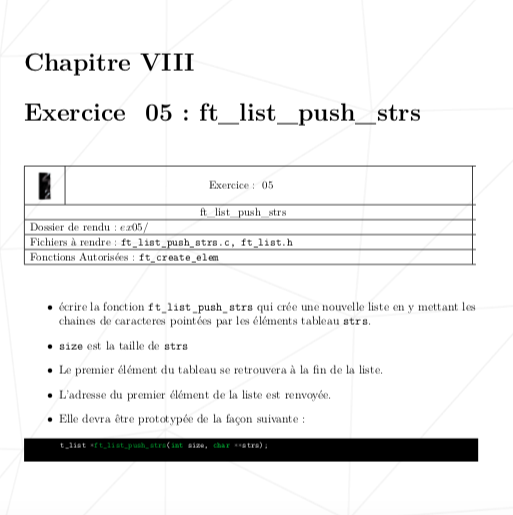 Chapitre VIII
Exercice 05 : ft_list_push_strs
Exercice : 05
ft_list_push_strs
Dossier de rendu : ex05/
Fichiers à rendre : ft_list_push_strs.c, ft_list.h
Fonctions Autorisées : ft_create_elem
• écrire la fonction ft_list_push_strs qui crée une nouvelle liste en y mettant les
chaines de caracteres pointées par les éléments tableau strs.
• size est la taille de strs
• Le premier élément du tableau se retrouvera à la fin de la liste.
• L'adresse du premier élément de la liste est renvoyée.
• Elle devra être prototypée de la façon suivante :
t_list *ft_list_push_strs(int size, char **strs);